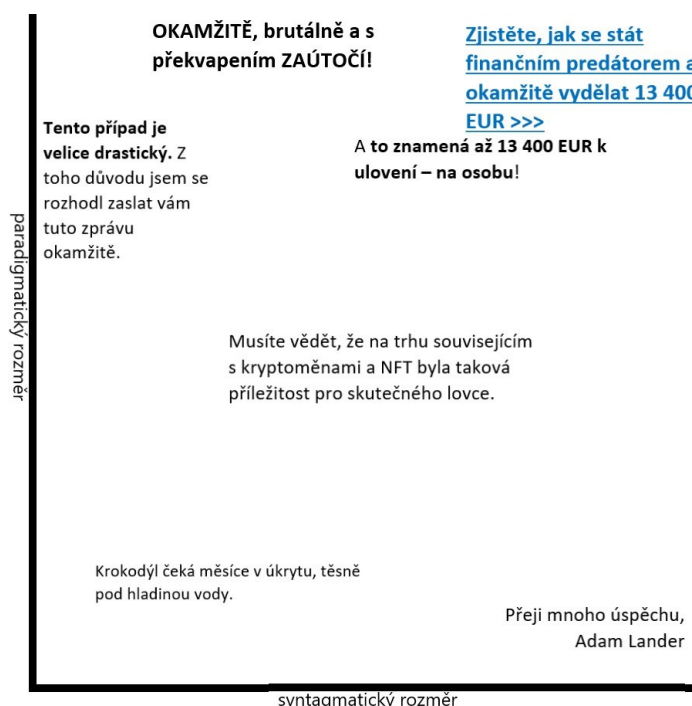 OKAMŽITĚ, brutálně a s
překvapením ZAÚTOČÍ!
Zjistěte, jak se stát
finančním predátorem a
okamžitě vydělat 13 400
EUR >>>
Tento případ je
velice drastický. Z
toho důvodu jsem se
rozhodl zaslat vám
tuto zprávu
okamžitě.
A to znamená až 13 400 EUR k
ulovení – na osobu!
paradigmatický rozměr
Musíte vědět, že na trhu souvisejícím
s kryptoměnami a NFT byla taková
příležitost pro skutečného lovce.
Krokodýl čeká měsíce v úkrytu, těsně
pod hladinou vody.
Přeji mnoho úspěchu,
Adam Lander
syntagmatický rozměr